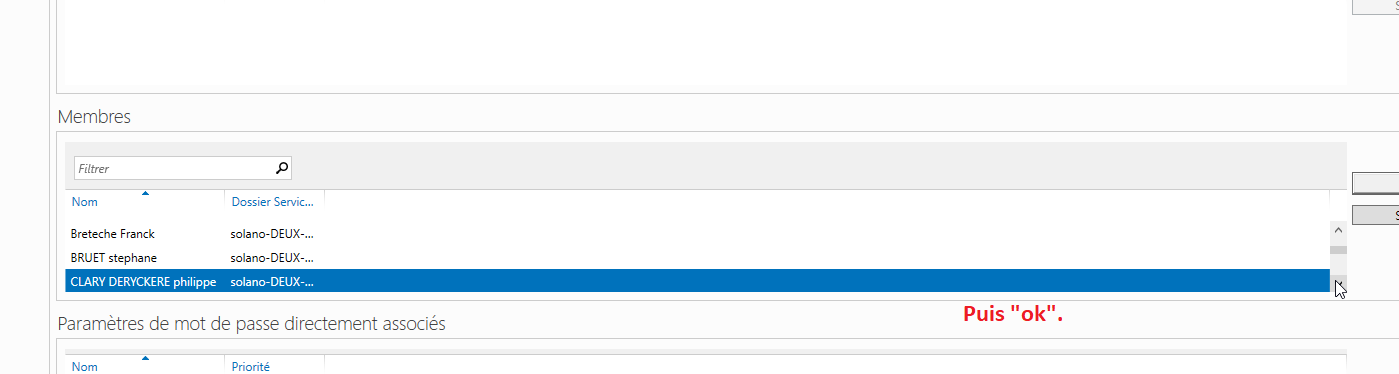 Membres
Filtrer
Nom Dossier Servic...
Breteche Franck solano-DEUX-...
BRUET stephane solano-DEUX-...
CLARY DERYCKERE philippe solano-DEUX-...
Puis "ok".
Paramètres de mot de passe directement associés
Nom Priorité